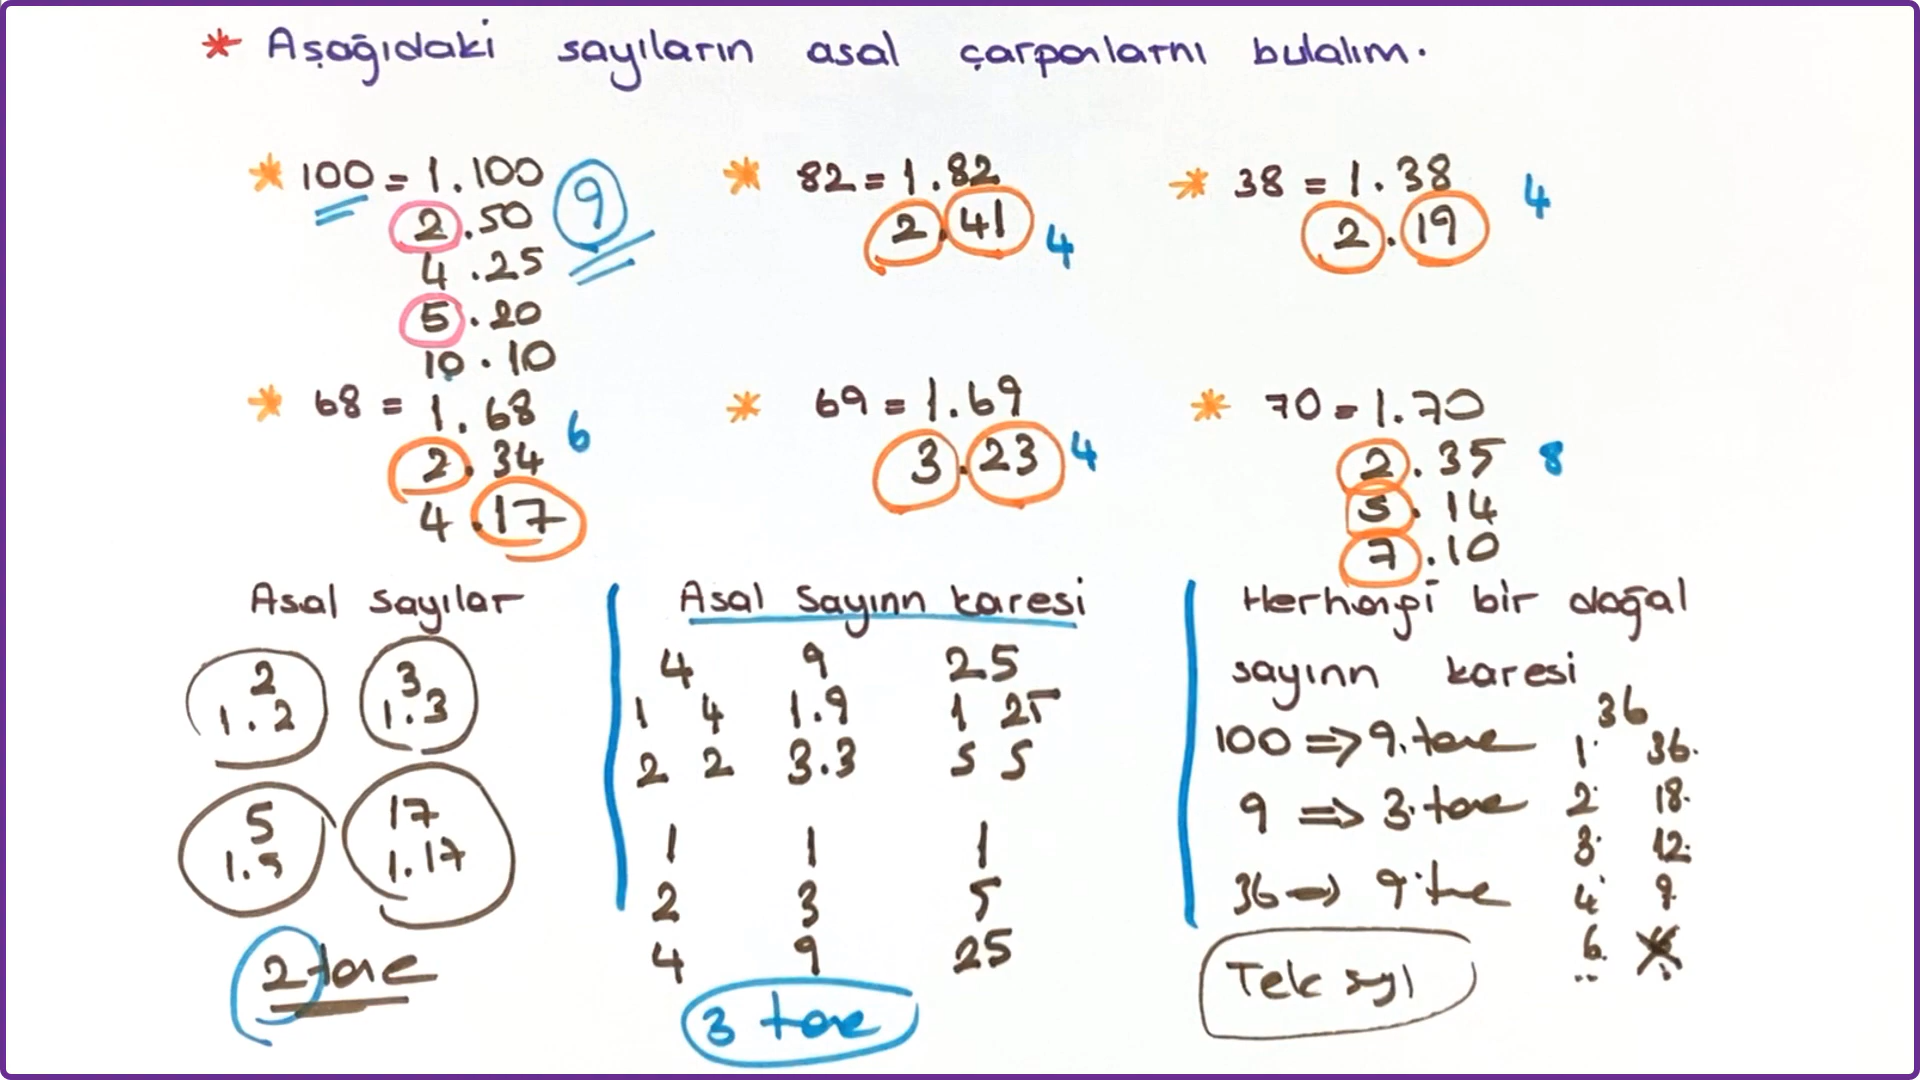 * Aşağıdaki sayıların asal çarpanlarnı bulalım.
* 100 = 1.100
2.50
4.25
5.20
10.10
9
* 82 = 1.82
2.41
4
* 38 = 1.38
2.19
4
* 68 = 1.68
2.34
4.17
6
* 69 = 1.69
3.23
4
* 70 = 1.70
2.35
5.14
7.10
8
Asal sayılar
2
1.2
3
1.3
5
1.5
17
1.17
2 tane
Asal Sayınn karesi
4 9 25
1 4 1.9 1 25
2 2 3.3 5 5
1 1 1
2 3 5
4 9 25
3 tane
Herhangi bir doğal
sayınn karesi
100 => 9.tane
9 => 3.tane
36 => 9.tne
Tek syı
36
1 36
2 18
3 12
4 9
6